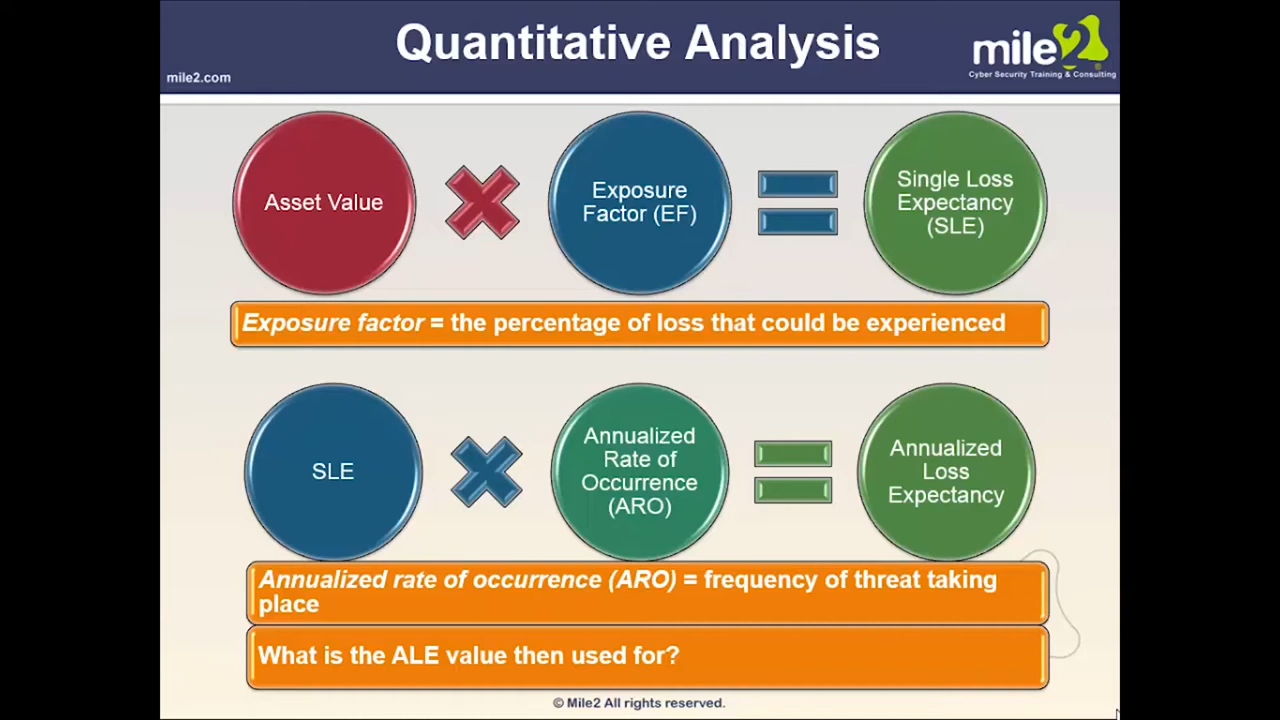 Quantitative Analysis
mile2
Cyber Security Training & Consulting
mile2.com
Asset Value
Exposure
Factor (EF)
Single Loss
Expectancy
(SLE)
Exposure factor = the percentage of loss that could be experienced
SLE
Annualized
Rate of
Occurrence
(ARO)
Annualized
Loss
Expectancy
Annualized rate of occurrence (ARO) = frequency of threat taking
place
What is the ALE value then used for?
© Mile2 All rights reserved.